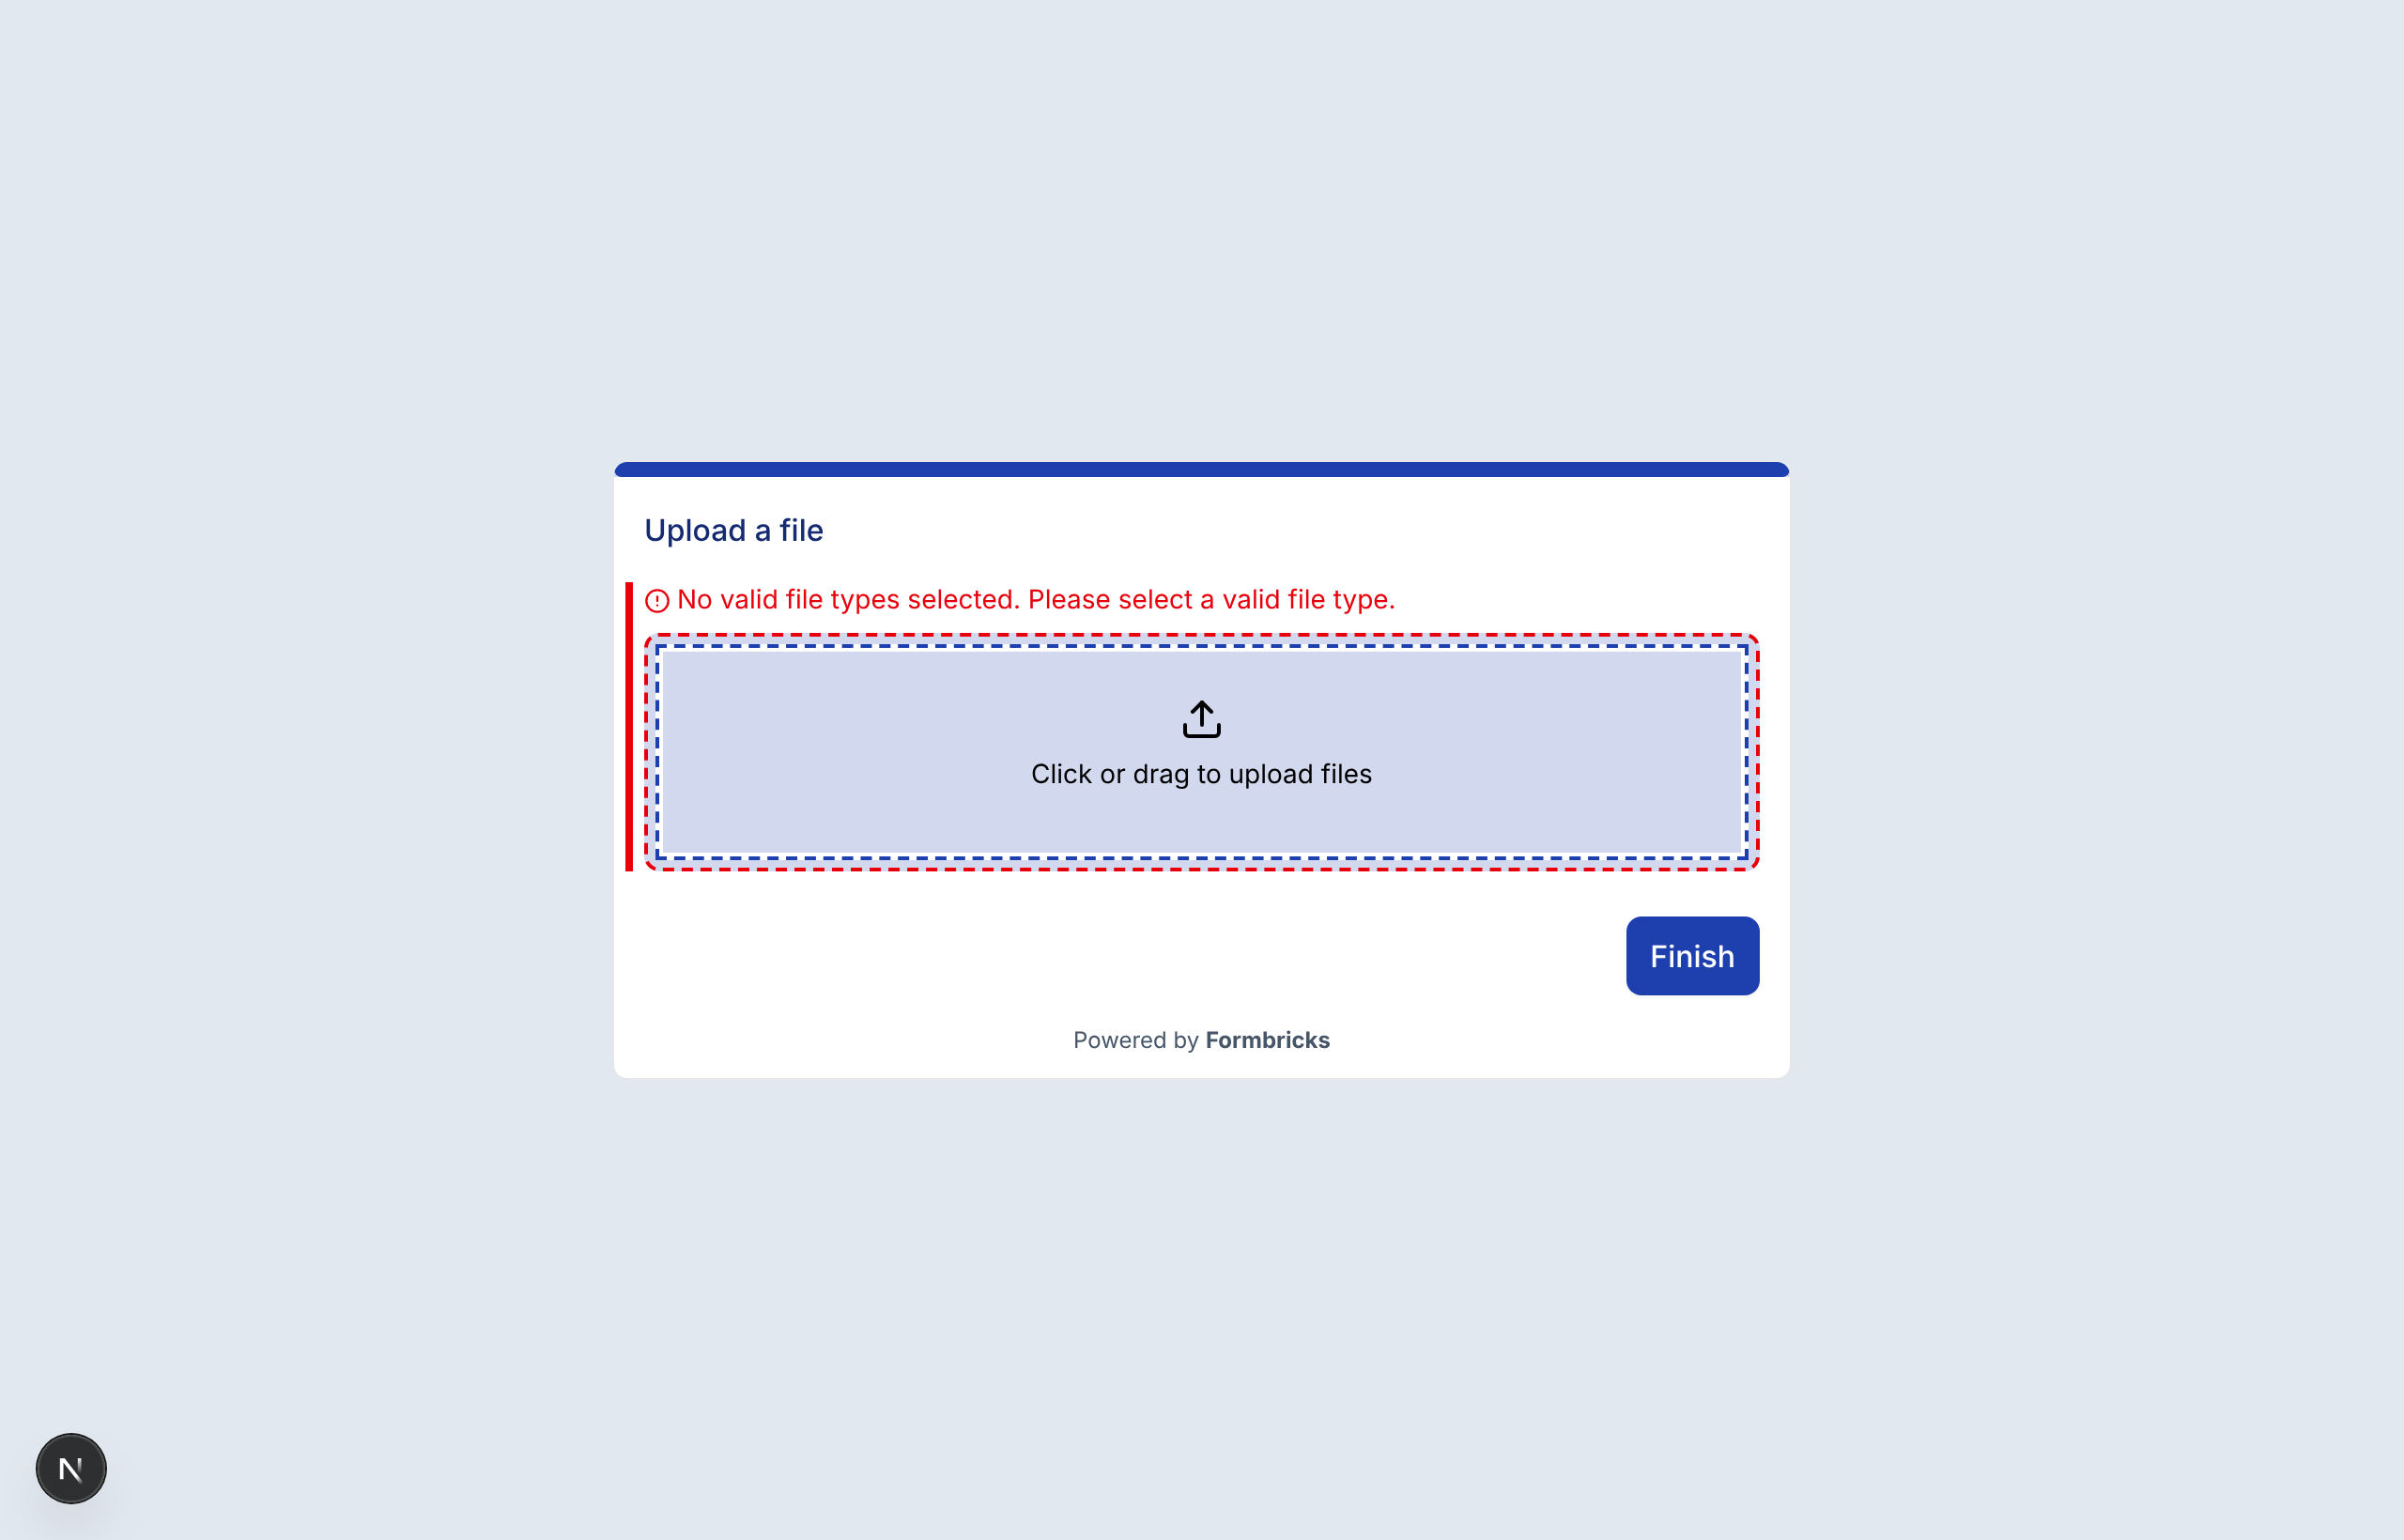 Upload a file
No valid file types selected. Please select a valid file type.
Click or drag to upload files
Finish
Powered by Formbricks
N